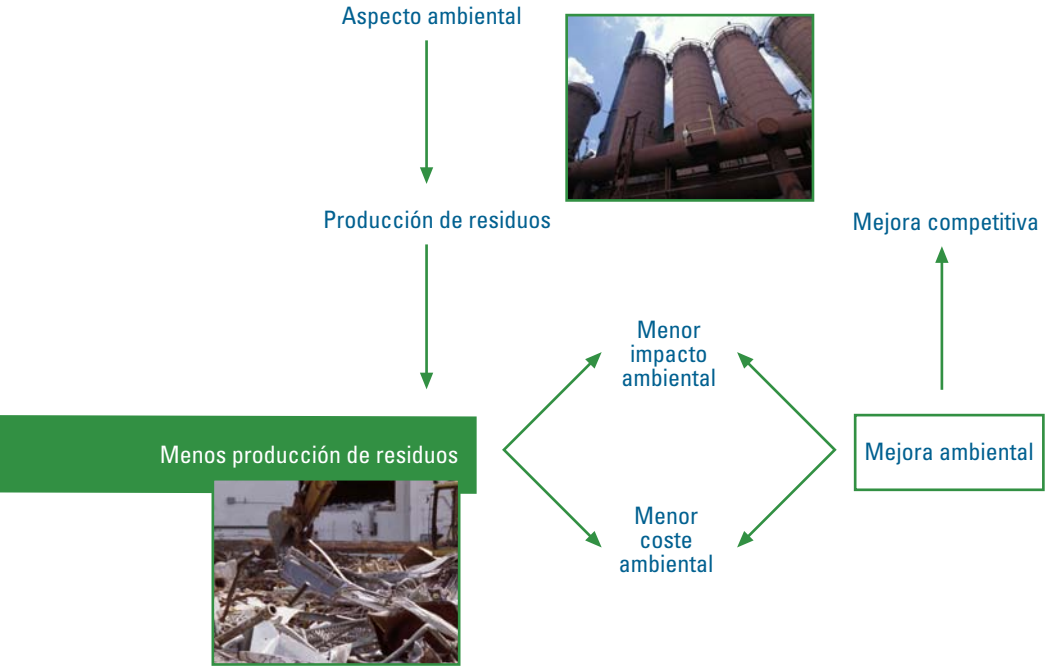 Aspecto ambiental
Producción de residuos
Mejora competitiva
Menor
impacto
ambiental
Menos producción de residuos
Mejora ambiental
Menor
coste
ambiental